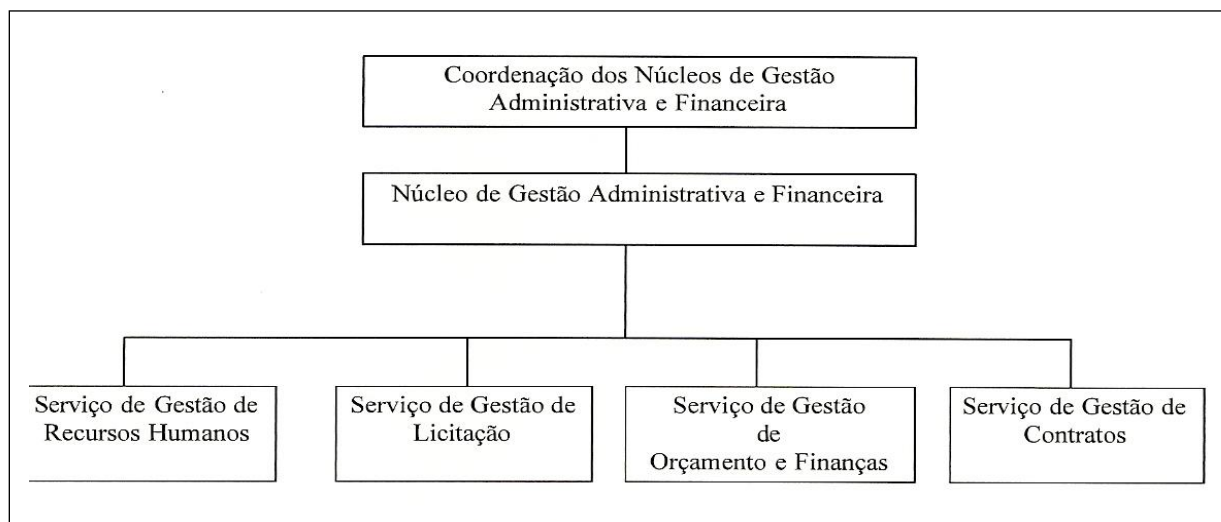 Coordenação dos Núcleos de Gestão
Administrativa e Financeira
Núcleo de Gestão Administrativa e Financeira
Serviço de Gestão de
Recursos Humanos
Serviço de Gestão de
Licitação
Serviço de Gestão
de
Orçamento e Finanças
Serviço de Gestão de
Contratos